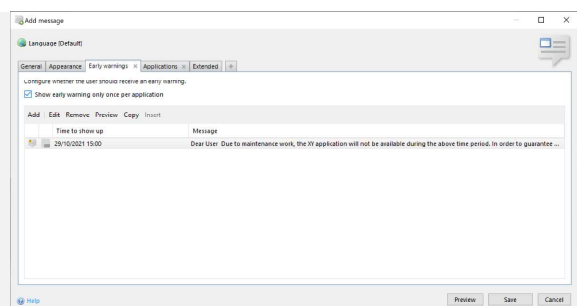 Add message
Language [Default]
General Appearance Early warnings × Applications × Extended +
Configure whether the user should receive an early warning.
Show early warning only once per application
Add Edit Remove Preview Copy Insert
Time to show up Message
29/10/2021 15:00 Dear User Due to maintenance work, the XY application will not be available during the above time period. In order to guarantee ...
Help Preview Save Cancel